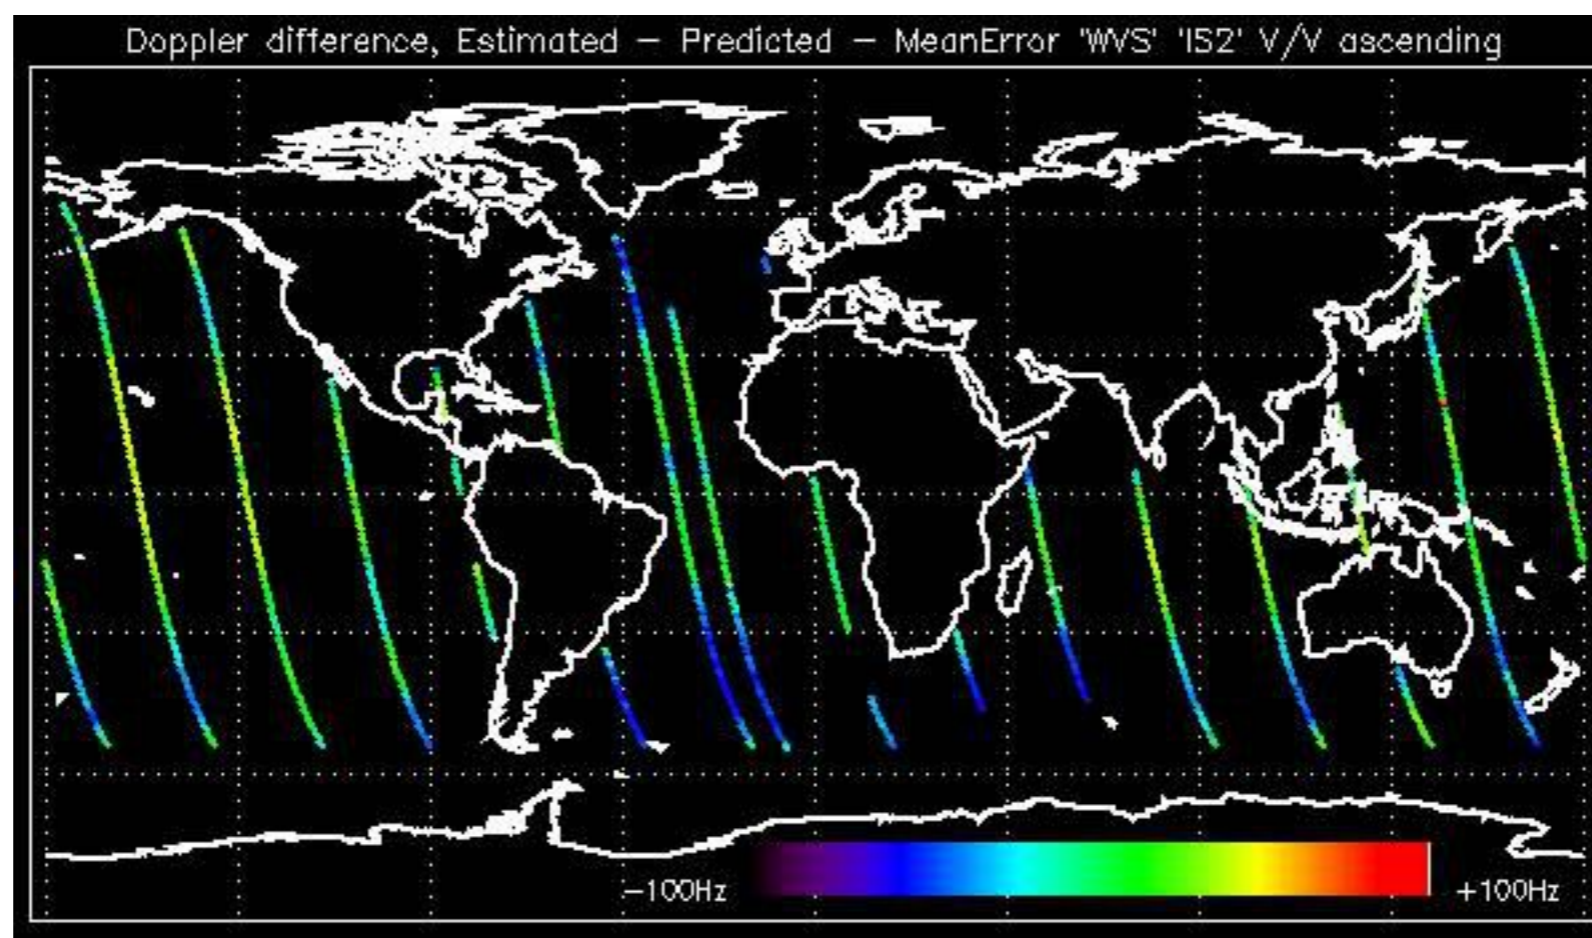 Doppler difference, Estimated − Predicted − MeanError 'WVS' 'IS2' V/V ascending
−100Hz +100Hz